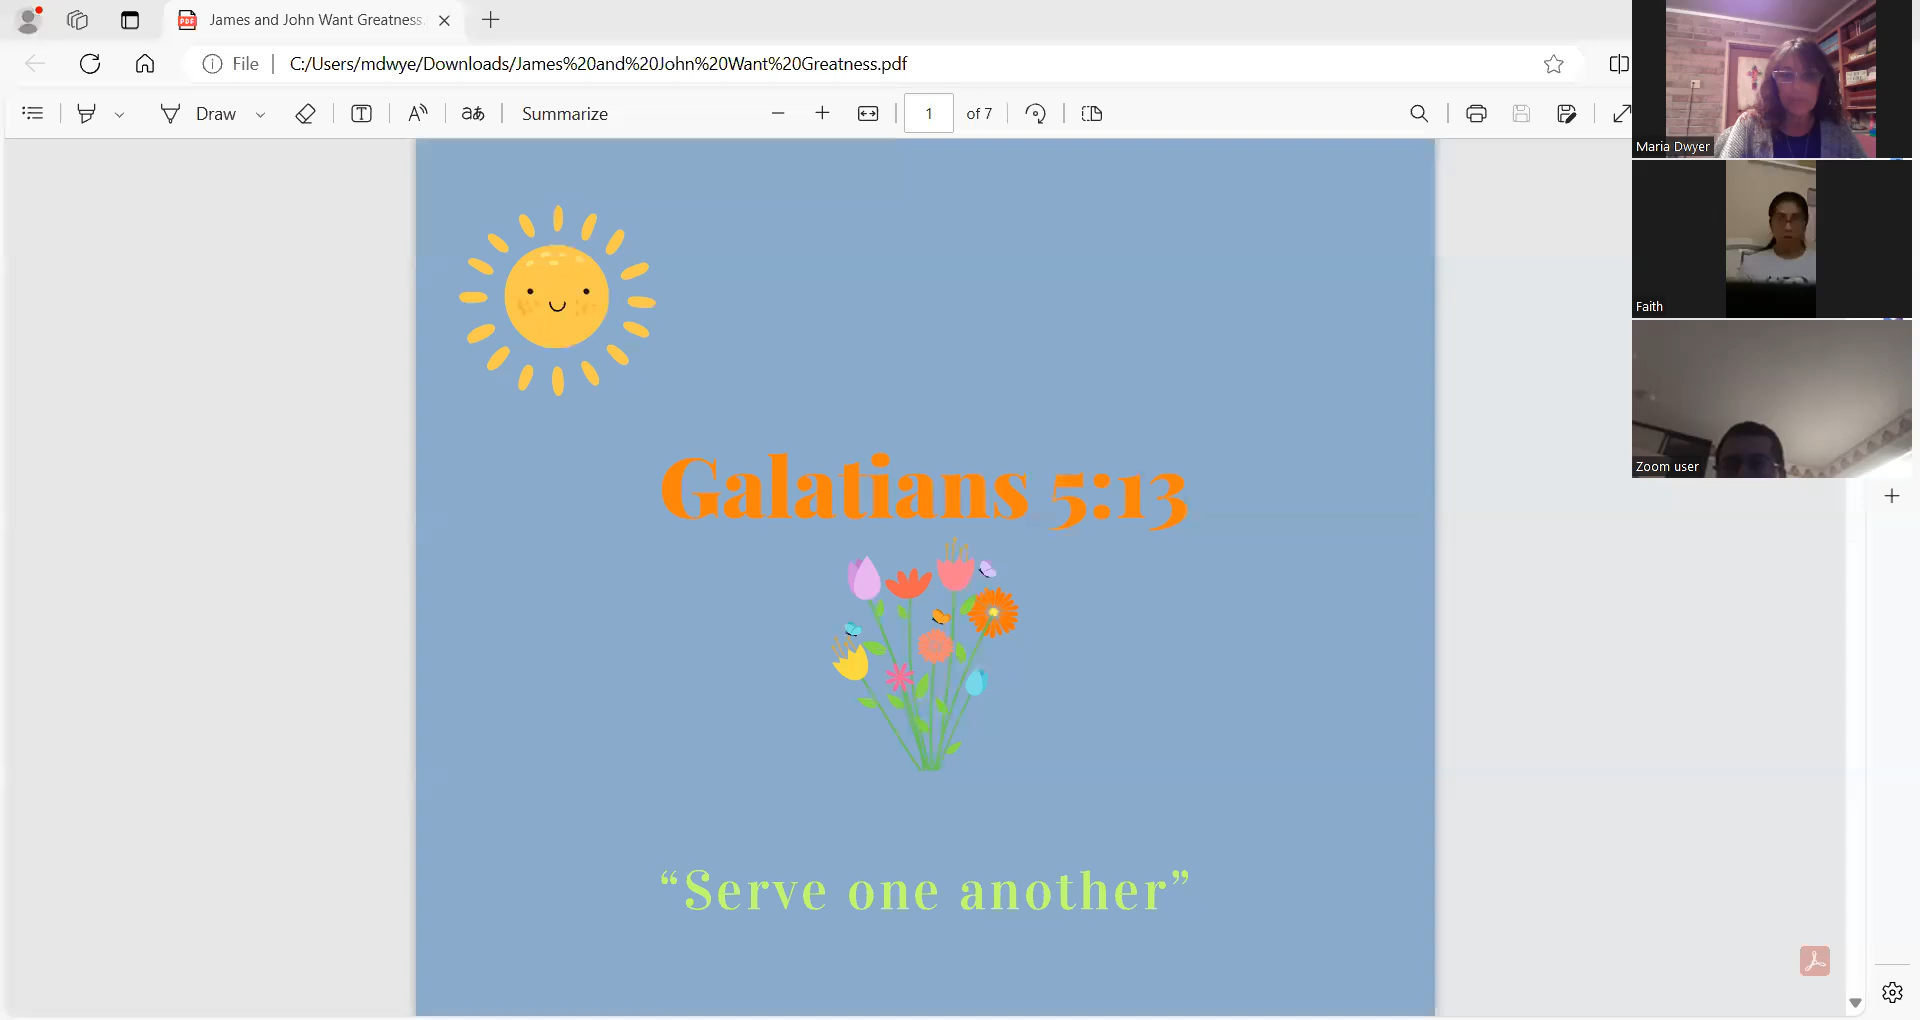 James and John Want Greatness.
File
C:/Users/mdwye/Downloads/James%20and%20John%20Want%20Greatness.pdf
Draw
Summarize
1 of 7
Maria Dwyer
Faith
Zoom user
Galatians 5:13
“Serve one another”